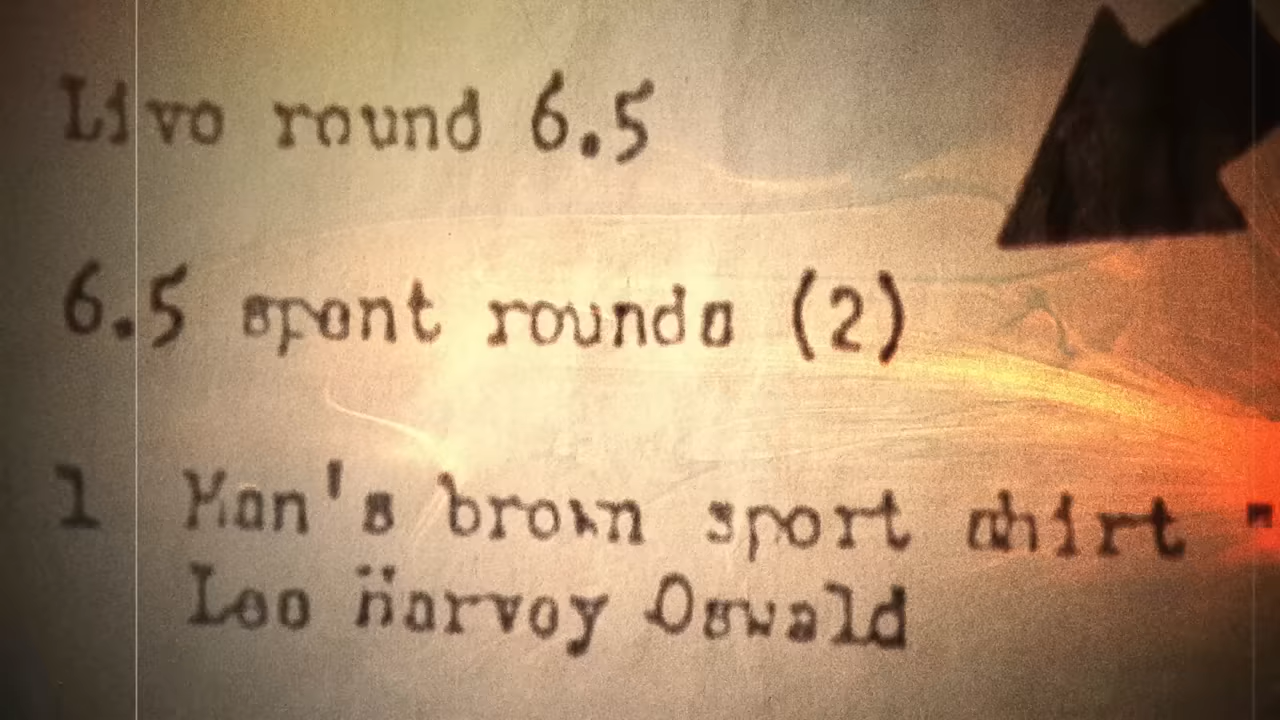 Live round 6.5
6.5 spent rounds (2)
1 Man's brown sport shirt -
Lee Harvey Oswald